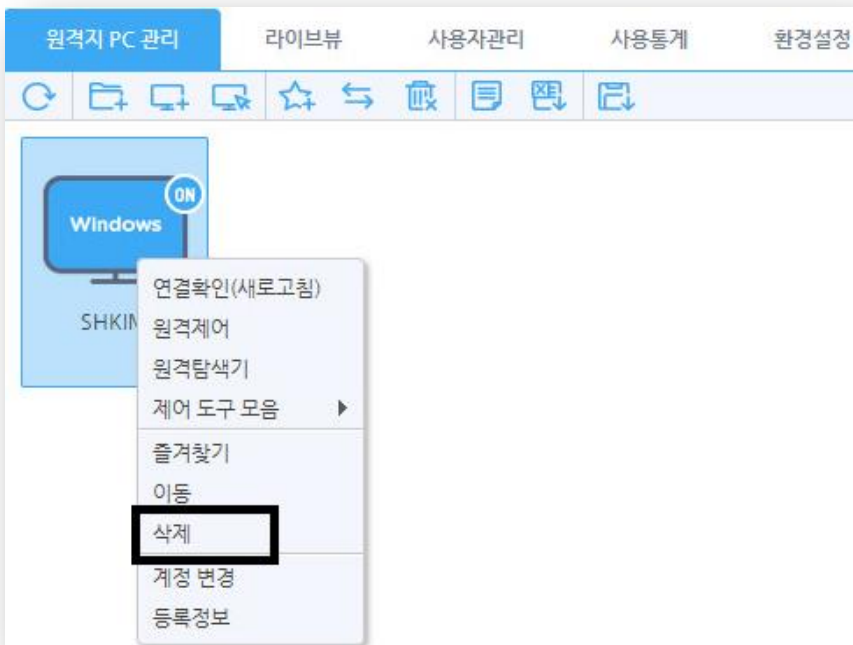 원격지 PC 관리 라이브뷰 사용자관리 사용통계 환경설정
XE
ON
Windows
연결확인(새로고침)
원격제어
원격탐색기
제어 도구 모음
즐겨찾기
이동
삭제
계정 변경
등록정보